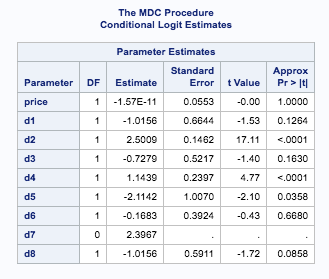 The MDC Procedure
Conditional Logit Estimates
Parameter Estimates
Parameter DF Estimate Standard Error t Value Approx Pr > |t|
price 1 -1.57E-11 0.0553 -0.00 1.0000
d1 1 -1.0156 0.6644 -1.53 0.1264
d2 1 2.5009 0.1462 17.11 <.0001
d3 1 -0.7279 0.5217 -1.40 0.1630
d4 1 1.1439 0.2397 4.77 <.0001
d5 1 -2.1142 1.0070 -2.10 0.0358
d6 1 -0.1683 0.3924 -0.43 0.6680
d7 0 2.3967 . . .
d8 1 -1.0156 0.5911 -1.72 0.0858